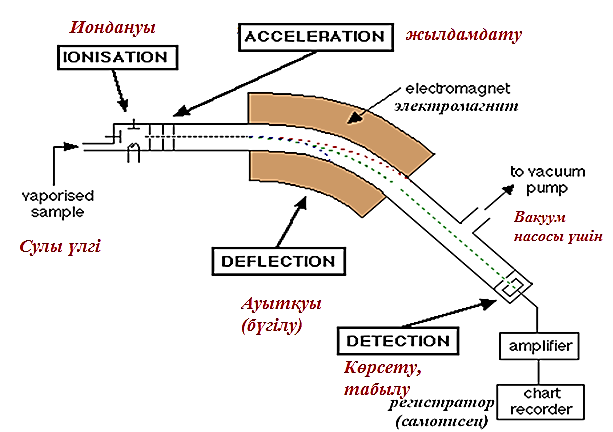 Иондануы
IONISATION
ACCELERATION
жылдамдату
electromagnet
электромагнит
vaporised
sample
Сулы үлгі
to vacuum
pump
Вакуум
насосы үшін
DEFLECTION
Ауытқуы
(бүгілу)
DETECTION
Көрсету,
табылу
amplifier
chart
recorder
регистратор
(самописец)